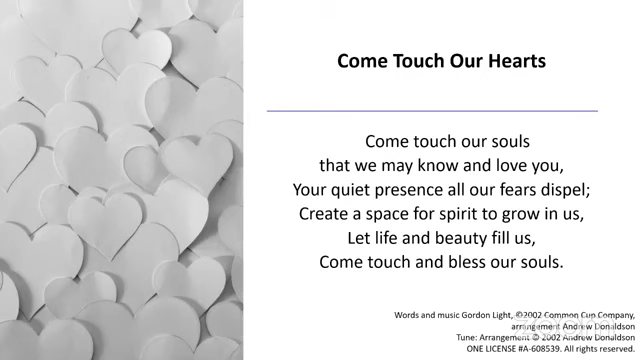 Come Touch Our Hearts
Come touch our souls
that we may know and love you,
Your quiet presence all our fears dispel;
Create a space for spirit to grow in us,
Let life and beauty fill us,
Come touch and bless our souls.
Words and music Gordon Light, ©2002 Common Cup Company,
arrangement Andrew Donaldson
Tune: Arrangement © 2002 Andrew Donaldson
ONE LICENSE #A-608539. All rights reserved.
zoom